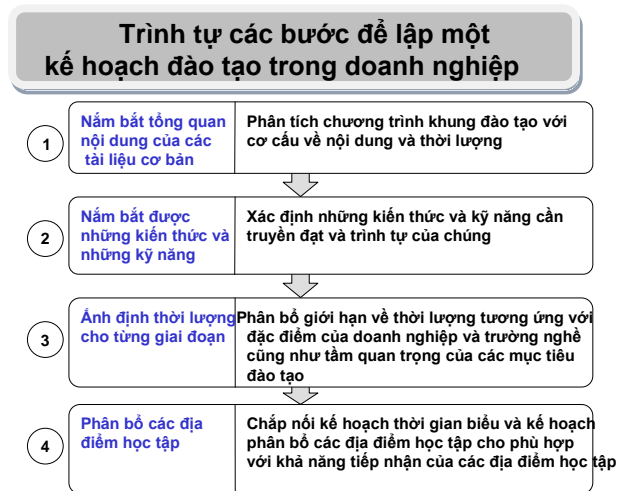 Trình tự các bước để lập một
kế hoạch đào tạo trong doanh nghiệp
1
Nắm bắt tổng quan
nội dung của các
tài liệu cơ bản
Phân tích chương trình khung đào tạo với
cơ cấu về nội dung và thời lượng
2
Nắm bắt được
những kiến thức và
những kỹ năng
Xác định những kiến thức và kỹ năng cần
truyền đạt và trình tự của chúng
3
Ánh định thời lượng
cho từng giai đoạn
Phân bổ giới hạn về thời lượng tương ứng với
đặc điểm của doanh nghiệp và trường nghề
cũng như tầm quan trọng của các mục tiêu
đào tạo
4
Phân bổ các địa
điểm học tập
Chắp nối kế hoạch thời gian biểu và kế hoạch
phân bổ các địa điểm học tập cho phù hợp
với khả năng tiếp nhận của các địa điểm học tập